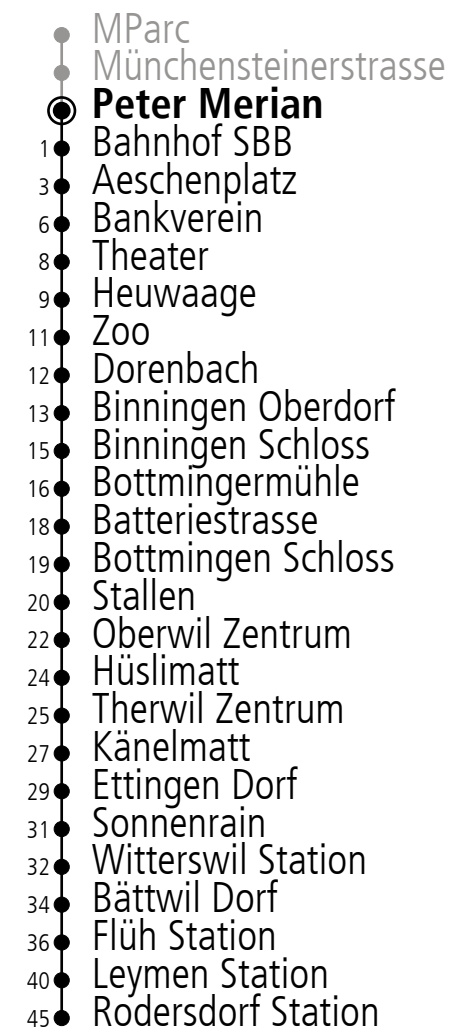 MParc
Münchensteinerstrasse
Peter Merian
1 Bahnhof SBB
3 Aeschenplatz
6 Bankverein
8 Theater
9 Heuwaage
11 Zoo
12 Dorenbach
13 Binningen Oberdorf
15 Binningen Schloss
16 Bottmingermühle
18 Batteriestrasse
19 Bottmingen Schloss
20 Stallen
22 Oberwil Zentrum
24 Hüslimatt
25 Therwil Zentrum
27 Känelmatt
29 Ettingen Dorf
31 Sonnenrain
32 Witterswil Station
34 Bättwil Dorf
36 Flüh Station
40 Leymen Station
45 Rodersdorf Station